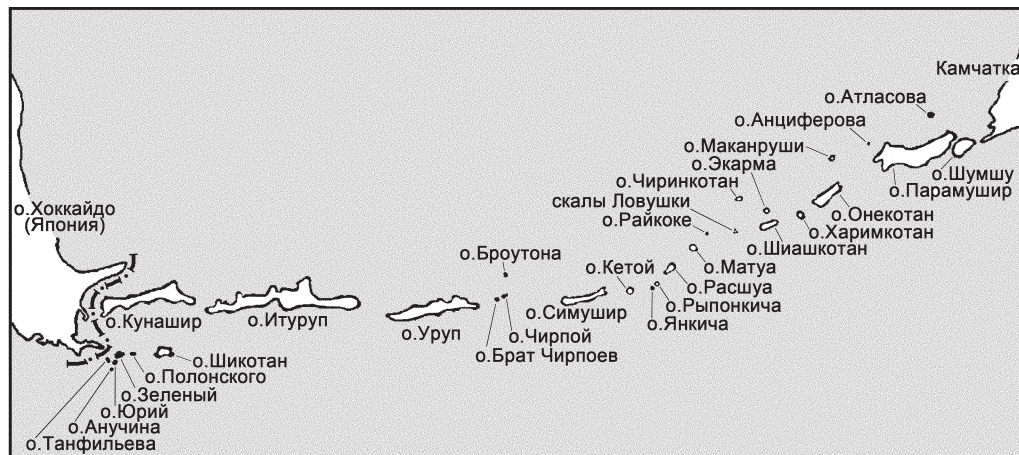 Камчатка
о.Атласова
о.Анциферова
о.Маканруши
о.Экарма
о.Шумшу
о.Чиринкотан
о.Парамушир
скалы Ловушки
о.Онекотан
о.Хоккайдо
(Япония)
о.Райкоке
о.Харимкотан
о.Шиашкотан
о.Броутона
о.Кетой
о.Матуа
о.Расшуа
о.Рыпонкича
о.Янкича
о.Кунашир
о.Итуруп
о.Уруп
о.Симушир
о.Чирпой
о.Брат Чирпоев
о.Шикотан
о.Полонского
о.Зеленый
о.Юрий
о.Анучина
о.Танфильева